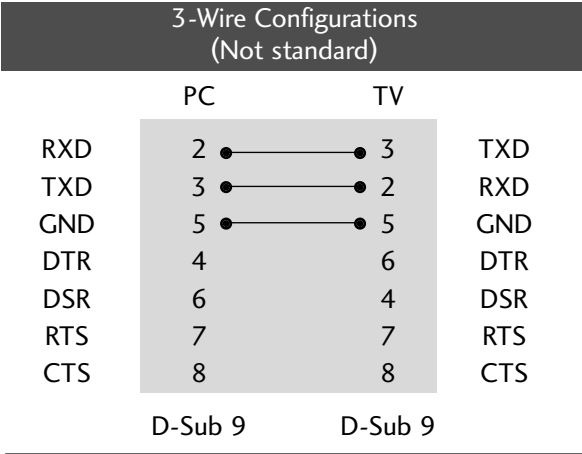 3-Wire Configurations
(Not standard)
PC TV
RXD 2 3 TXD
TXD 3 2 RXD
GND 5 5 GND
DTR 4 6 DTR
DSR 6 4 DSR
RTS 7 7 RTS
CTS 8 8 CTS
D-Sub 9 D-Sub 9